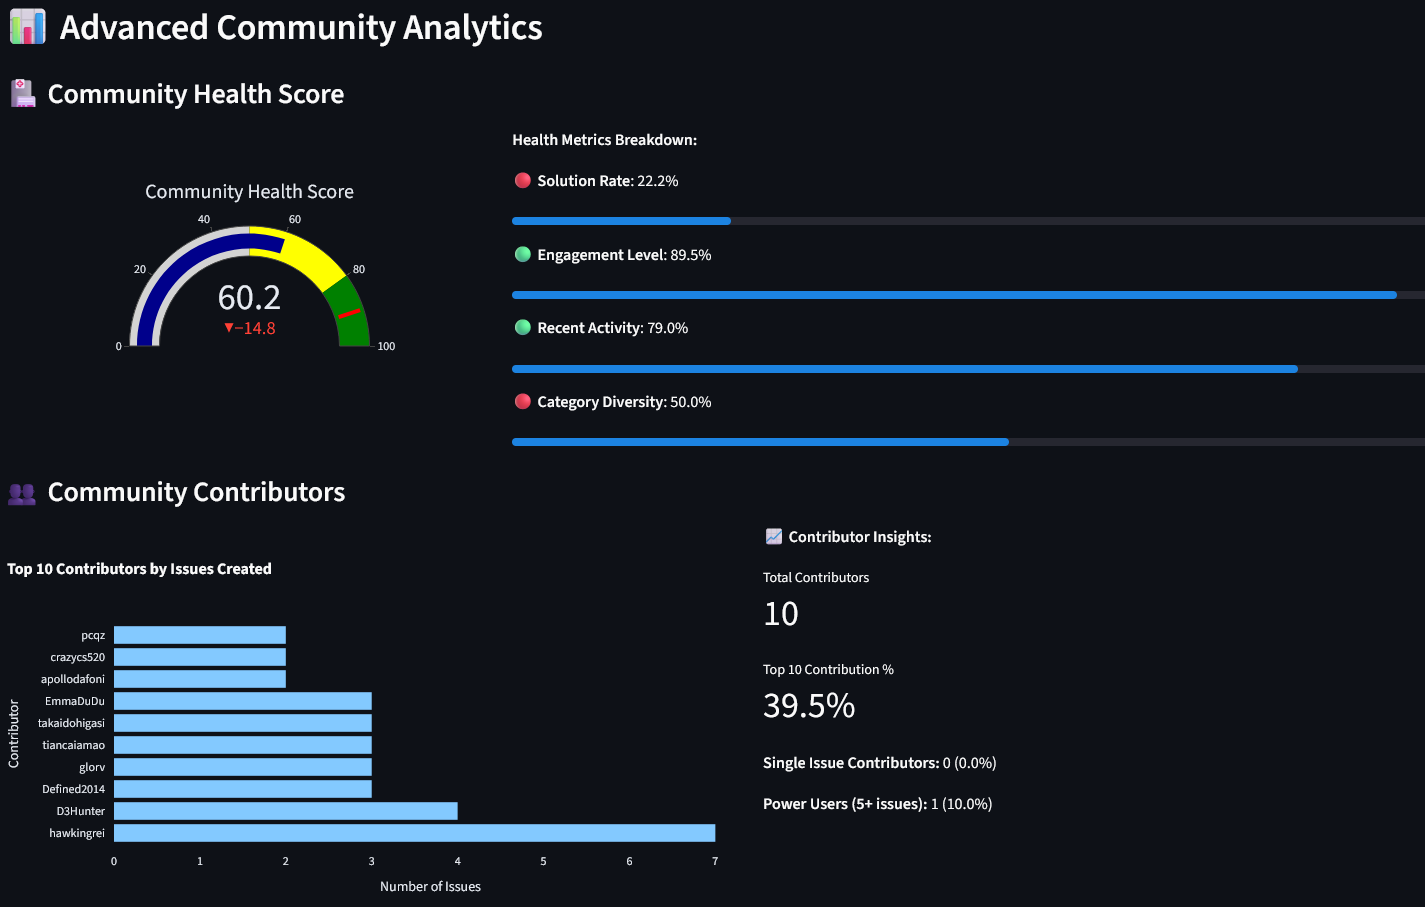 Advanced Community Analytics
Community Health Score
Community Health Score
0
20
40
60
80
100
60.2
▼−14.8
Health Metrics Breakdown:
Solution Rate: 22.2%
Engagement Level: 89.5%
Recent Activity: 79.0%
Category Diversity: 50.0%
Community Contributors
Top 10 Contributors by Issues Created
Contributor
pcqz
crazycs520
apollodafoni
EmmaDuDu
takaidohigasi
tiancaiamao
glorv
Defined2014
D3Hunter
hawkingrei
0 1 2 3 4 5 6 7
Number of Issues
Contributor Insights:
Total Contributors
10
Top 10 Contribution %
39.5%
Single Issue Contributors: 0 (0.0%)
Power Users (5+ issues): 1 (10.0%)